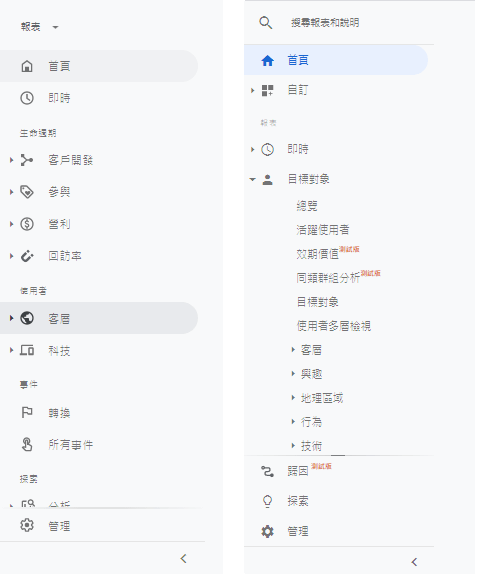 報表
首頁
即時
生命週期
客戶開發
參與
營利
回訪率
使用者
客層
科技
事件
轉換
所有事件
探索
分析
管理
搜尋報表和說明
首頁
自訂
報表
即時
目標對象
總覽
活躍使用者
效期價值 測試版
同類群組分析 測試版
目標對象
使用者多層檢視
客層
興趣
地理區域
行為
技術
歸因 測試版
探索
管理